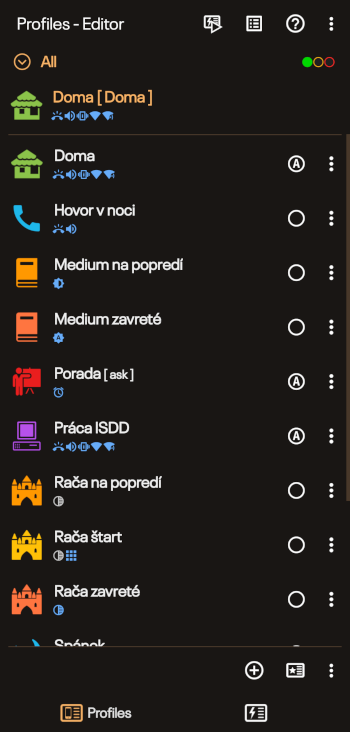 Profiles - Editor
All
Doma [ Doma ]
Doma
Hovor v noci
Medium na popredí
Medium zavreté
Porada [ ask ]
Práca ISDD
Rača na popredí
Rača štart
Rača zavreté
Spánok
Profiles